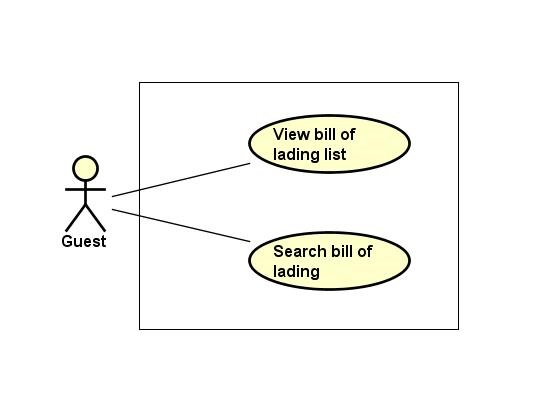 View bill of
lading list
Guest
Search bill of
lading